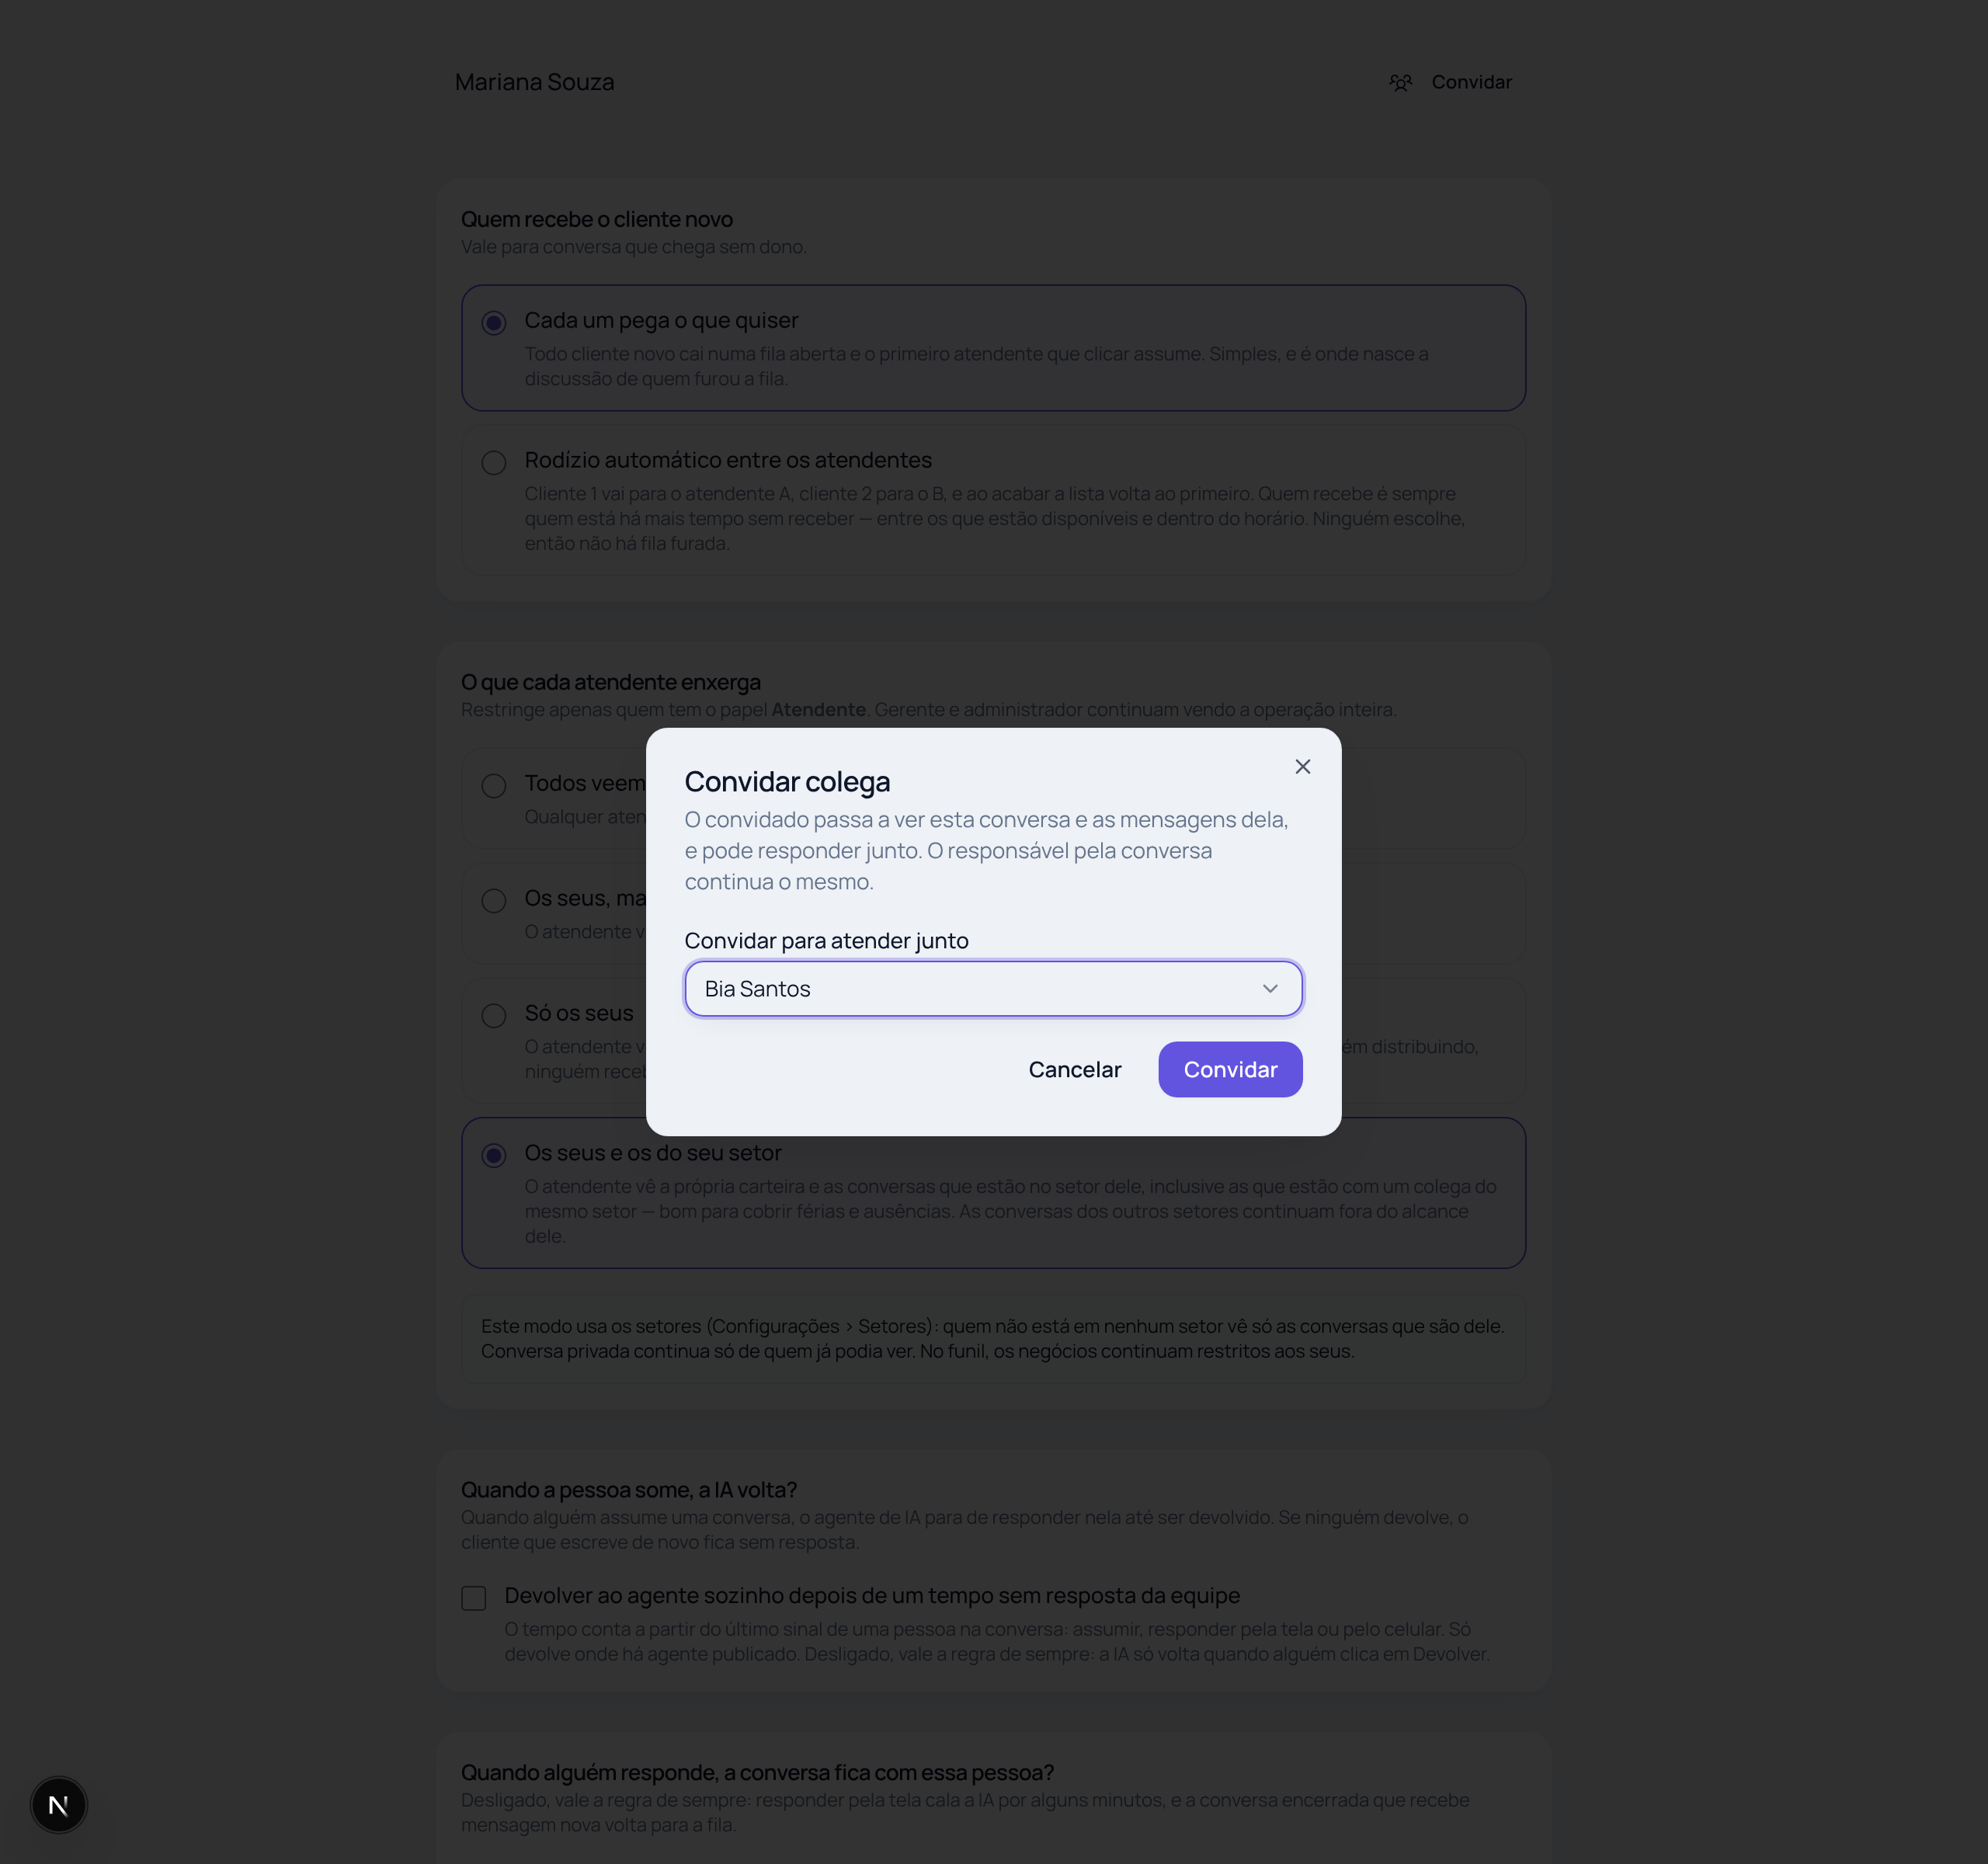 Mariana Souza
Convidar
Quem recebe o cliente novo
Vale para conversa que chega sem dono.
Cada um pega o que quiser
Todo cliente novo cai numa fila aberta e o primeiro atendente que clicar assume. Simples, e é onde nasce a
discussão de quem furou a fila.
Rodízio automático entre os atendentes
Cliente 1 vai para o atendente A, cliente 2 para o B, e ao acabar a lista volta ao primeiro. Quem recebe é sempre
quem está há mais tempo sem receber — entre os que estão disponíveis e dentro do horário. Ninguém escolhe,
então não há fila furada.
O que cada atendente enxerga
Restringe apenas quem tem o papel Atendente. Gerente e administrador continuam vendo a operação inteira.
Todos veem
Qualquer aten
Os seus, ma
O atendente v
Só os seus
O atendente v
ém distribuindo,
ninguém receb
Convidar colega
O convidado passa a ver esta conversa e as mensagens dela,
e pode responder junto. O responsável pela conversa
continua o mesmo.
Convidar para atender junto
Bia Santos
Cancelar
Convidar
Os seus e os do seu setor
O atendente vê a própria carteira e as conversas que estão no setor dele, inclusive as que estão com um colega do
mesmo setor — bom para cobrir férias e ausências. As conversas dos outros setores continuam fora do alcance
dele.
Este modo usa os setores (Configurações > Setores): quem não está em nenhum setor vê só as conversas que são dele.
Conversa privada continua só de quem já podia ver. No funil, os negócios continuam restritos aos seus.
Quando a pessoa some, a IA volta?
Quando alguém assume uma conversa, o agente de IA para de responder nela até ser devolvido. Se ninguém devolve, o
cliente que escreve de novo fica sem resposta.
Devolver ao agente sozinho depois de um tempo sem resposta da equipe
O tempo conta a partir do último sinal de uma pessoa na conversa: assumir, responder pela tela ou pelo celular. Só
devolve onde há agente publicado. Desligado, vale a regra de sempre: a IA só volta quando alguém clica em Devolver.
Quando alguém responde, a conversa fica com essa pessoa?
Desligado, vale a regra de sempre: responder pela tela cala a IA por alguns minutos, e a conversa encerrada que recebe
mensagem nova volta para a fila.
N